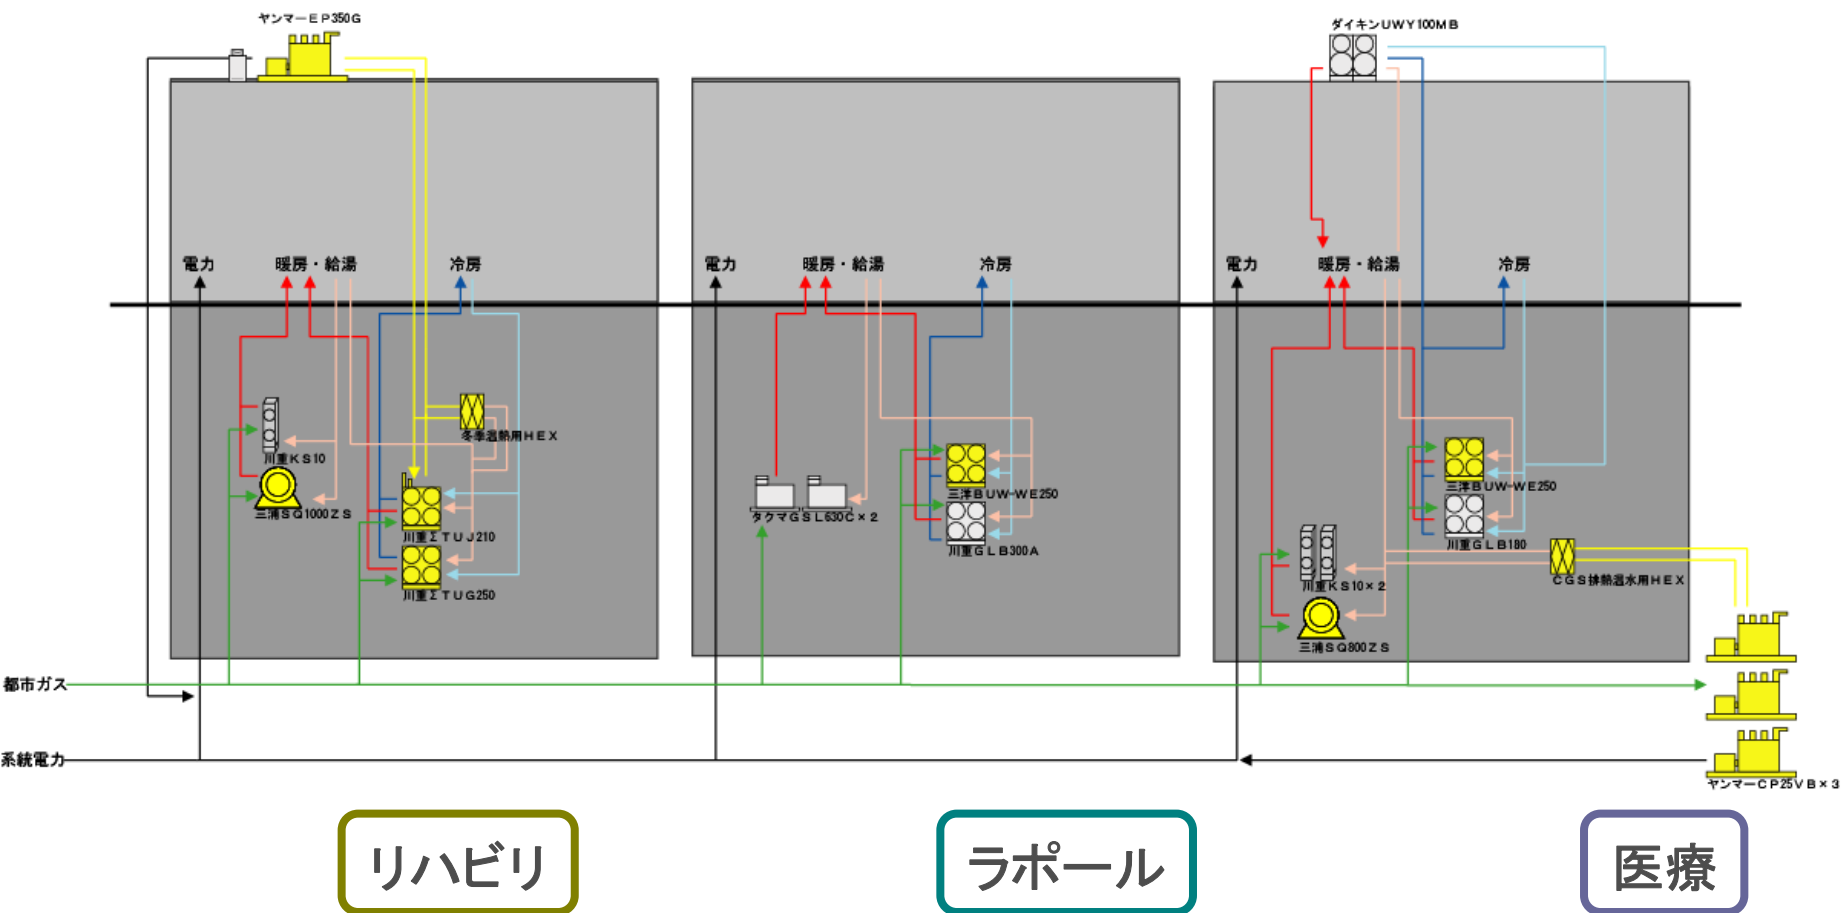 ヤンマーEP350G
ダイキンUWY100MB
電力
暖房・給湯
冷房
電力
暖房・給湯
冷房
電力
暖房・給湯
冷房
川重KS10
三浦SQ1000ZS
冬季温熱用HEX
川重ΣTUJ210
川重ΣTUG250
タクマGSL630C×2
三洋BUW-WE250
川重GLB300A
三洋BUW-WE250
川重GLB180
川重KS10×2
三浦SQ800ZS
CGS排熱温水用HEX
都市ガス
系統電力
ヤンマーCP25VB×3
リハビリ
ラポール
医療